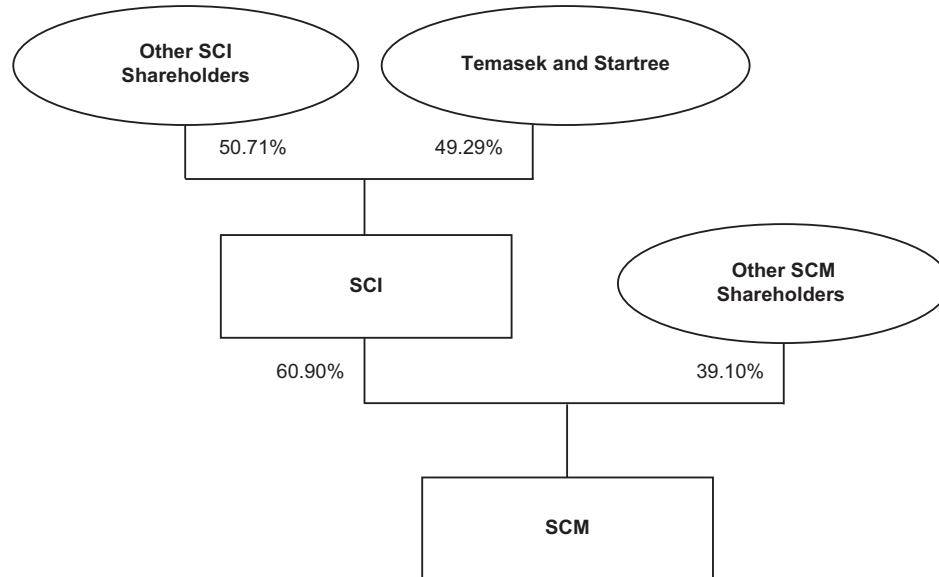 Other SCI
Shareholders
Temasek and Startree
50.71%
49.29%
SCI
Other SCM
Shareholders
60.90%
39.10%
SCM